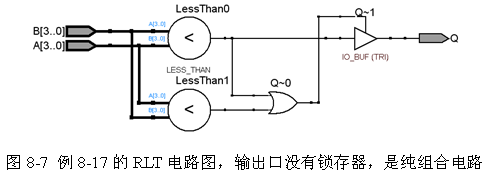 LessThan0
B[3..0]
A[3..0]
A[3..0]
B[3..0]
LESS_THAN
LessThan1
A[3..0]
B[3..0]
Q~0
Q~1
IO_BUF (TRI)
Q
图 8-7 例 8-17 的 RLT 电路图，输出口没有锁存器，是纯组合电路